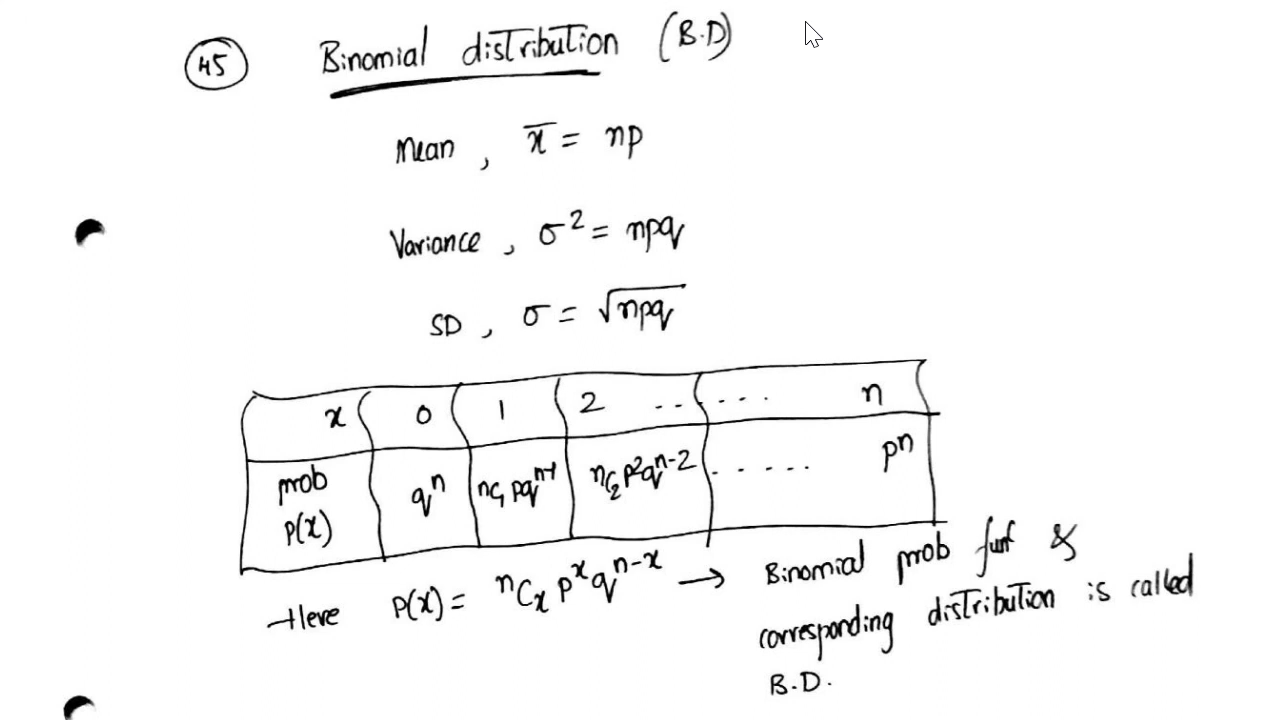 45 Binomial distribution (B.D)
Mean , x̄ = np
Variance , σ² = npq
SD , σ = √npq
x 0 1 2 ....... n
prob p(x) qⁿ nC₁ pqⁿ⁻¹ nC₂ p²qⁿ⁻² ...... pⁿ
Here p(x) = ⁿCₓ pˣ qⁿ⁻ˣ → Binomial prob funⁿ &
corresponding distribution is called
B.D.